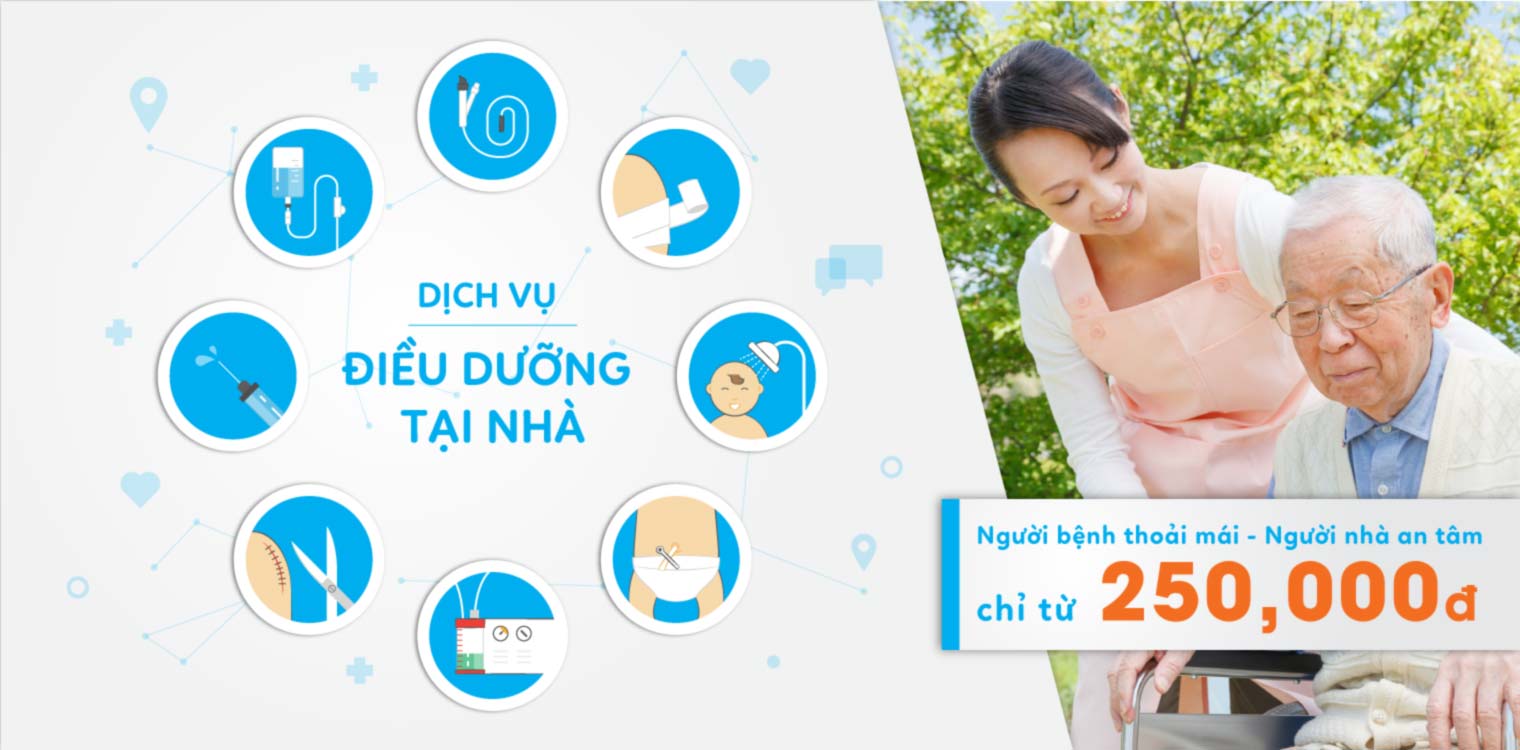 DỊCH VỤ
ĐIỀU DƯỠNG
TẠI NHÀ
Người bệnh thoải mái - Người nhà an tâm
chỉ từ 250,000đ